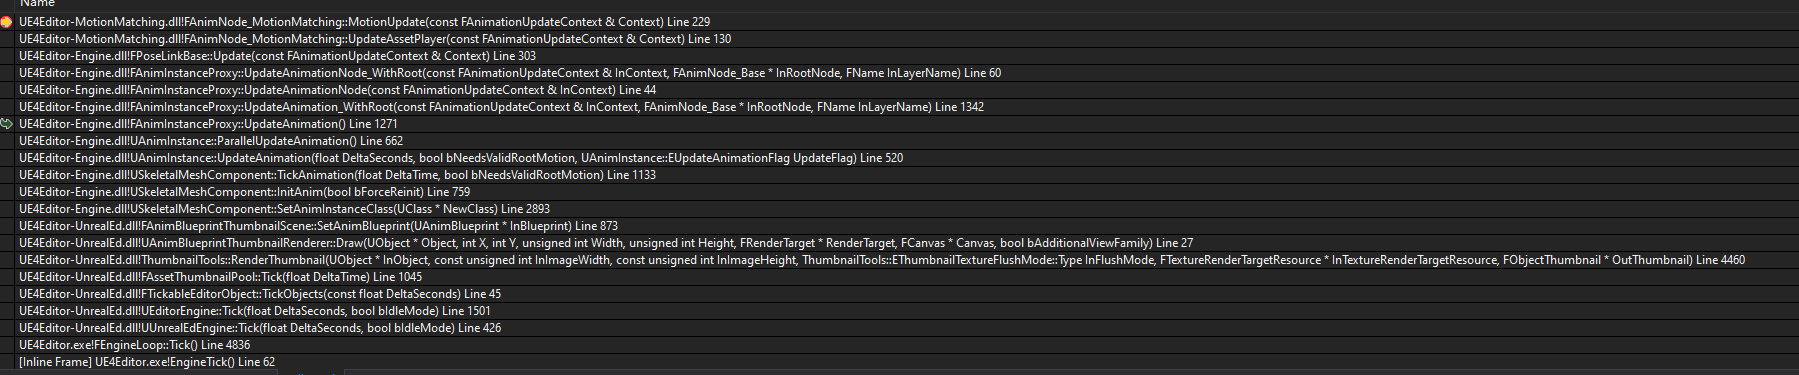 Name
UE4Editor-MotionMatching.dll!FAnimNode_MotionMatching::MotionUpdate(const FAnimationUpdateContext & Context) Line 229
UE4Editor-MotionMatching.dll!FAnimNode_MotionMatching::UpdateAssetPlayer(const FAnimationUpdateContext & Context) Line 130
UE4Editor-Engine.dll!FPoseLinkBase::Update(const FAnimationUpdateContext & Context) Line 303
UE4Editor-Engine.dll!FAnimInstanceProxy::UpdateAnimationNode_WithRoot(const FAnimationUpdateContext & InContext, FAnimNode_Base * InRootNode, FName InLayerName) Line 60
UE4Editor-Engine.dll!FAnimInstanceProxy::UpdateAnimationNode(const FAnimationUpdateContext & InContext) Line 44
UE4Editor-Engine.dll!FAnimInstanceProxy::UpdateAnimation_WithRoot(const FAnimationUpdateContext & InContext, FAnimNode_Base * InRootNode, FName InLayerName) Line 1342
UE4Editor-Engine.dll!FAnimInstanceProxy::UpdateAnimation() Line 1271
UE4Editor-Engine.dll!UAnimInstance::ParallelUpdateAnimation() Line 662
UE4Editor-Engine.dll!UAnimInstance::UpdateAnimation(float DeltaSeconds, bool bNeedsValidRootMotion, UAnimInstance::EUpdateAnimationFlag UpdateFlag) Line 520
UE4Editor-Engine.dll!USkeletalMeshComponent::TickAnimation(float DeltaTime, bool bNeedsValidRootMotion) Line 1133
UE4Editor-Engine.dll!USkeletalMeshComponent::InitAnim(bool bForceReinit) Line 759
UE4Editor-Engine.dll!USkeletalMeshComponent::SetAnimInstanceClass(UClass * NewClass) Line 2893
UE4Editor-UnrealEd.dll!FAnimBlueprintThumbnailScene::SetAnimBlueprint(UAnimBlueprint * InBlueprint) Line 873
UE4Editor-UnrealEd.dll!UAnimBlueprintThumbnailRenderer::Draw(UObject * Object, int X, int Y, unsigned int Width, unsigned int Height, FRenderTarget * RenderTarget, FCanvas * Canvas, bool bAdditionalViewFamily) Line 27
UE4Editor-UnrealEd.dll!ThumbnailTools::RenderThumbnail(UObject * InObject, const unsigned int InImageWidth, const unsigned int InImageHeight, ThumbnailTools::EThumbnailTextureFlushMode::Type InFlushMode, FTextureRenderTargetResource * InTextureRenderTargetResource, FObjectThumbnail * OutThumbnail) Line 4460
UE4Editor-UnrealEd.dll!FAssetThumbnailPool::Tick(float DeltaTime) Line 1045
UE4Editor-UnrealEd.dll!FTickableEditorObject::TickObjects(const float DeltaSeconds) Line 45
UE4Editor-UnrealEd.dll!UEditorEngine::Tick(float DeltaSeconds, bool bIdleMode) Line 1501
UE4Editor-UnrealEd.dll!UUnrealEdEngine::Tick(float DeltaSeconds, bool bIdleMode) Line 426
UE4Editor.exe!FEngineLoop::Tick() Line 4836
[Inline Frame] UE4Editor.exe!EngineTick() Line 62